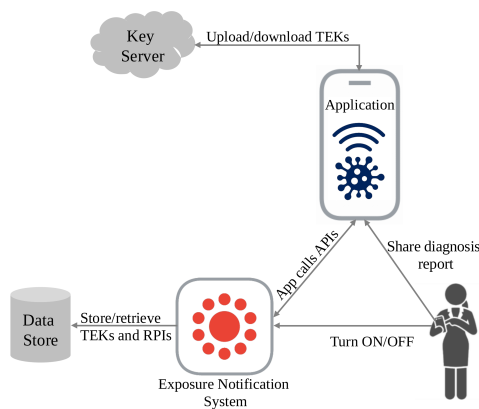 Key
Server
Upload/download TEKs
Application
App calls APIs
Share diagnosis
report
Data
Store
Store/retrieve
TEKs and RPIs
Turn ON/OFF
Exposure Notification
System